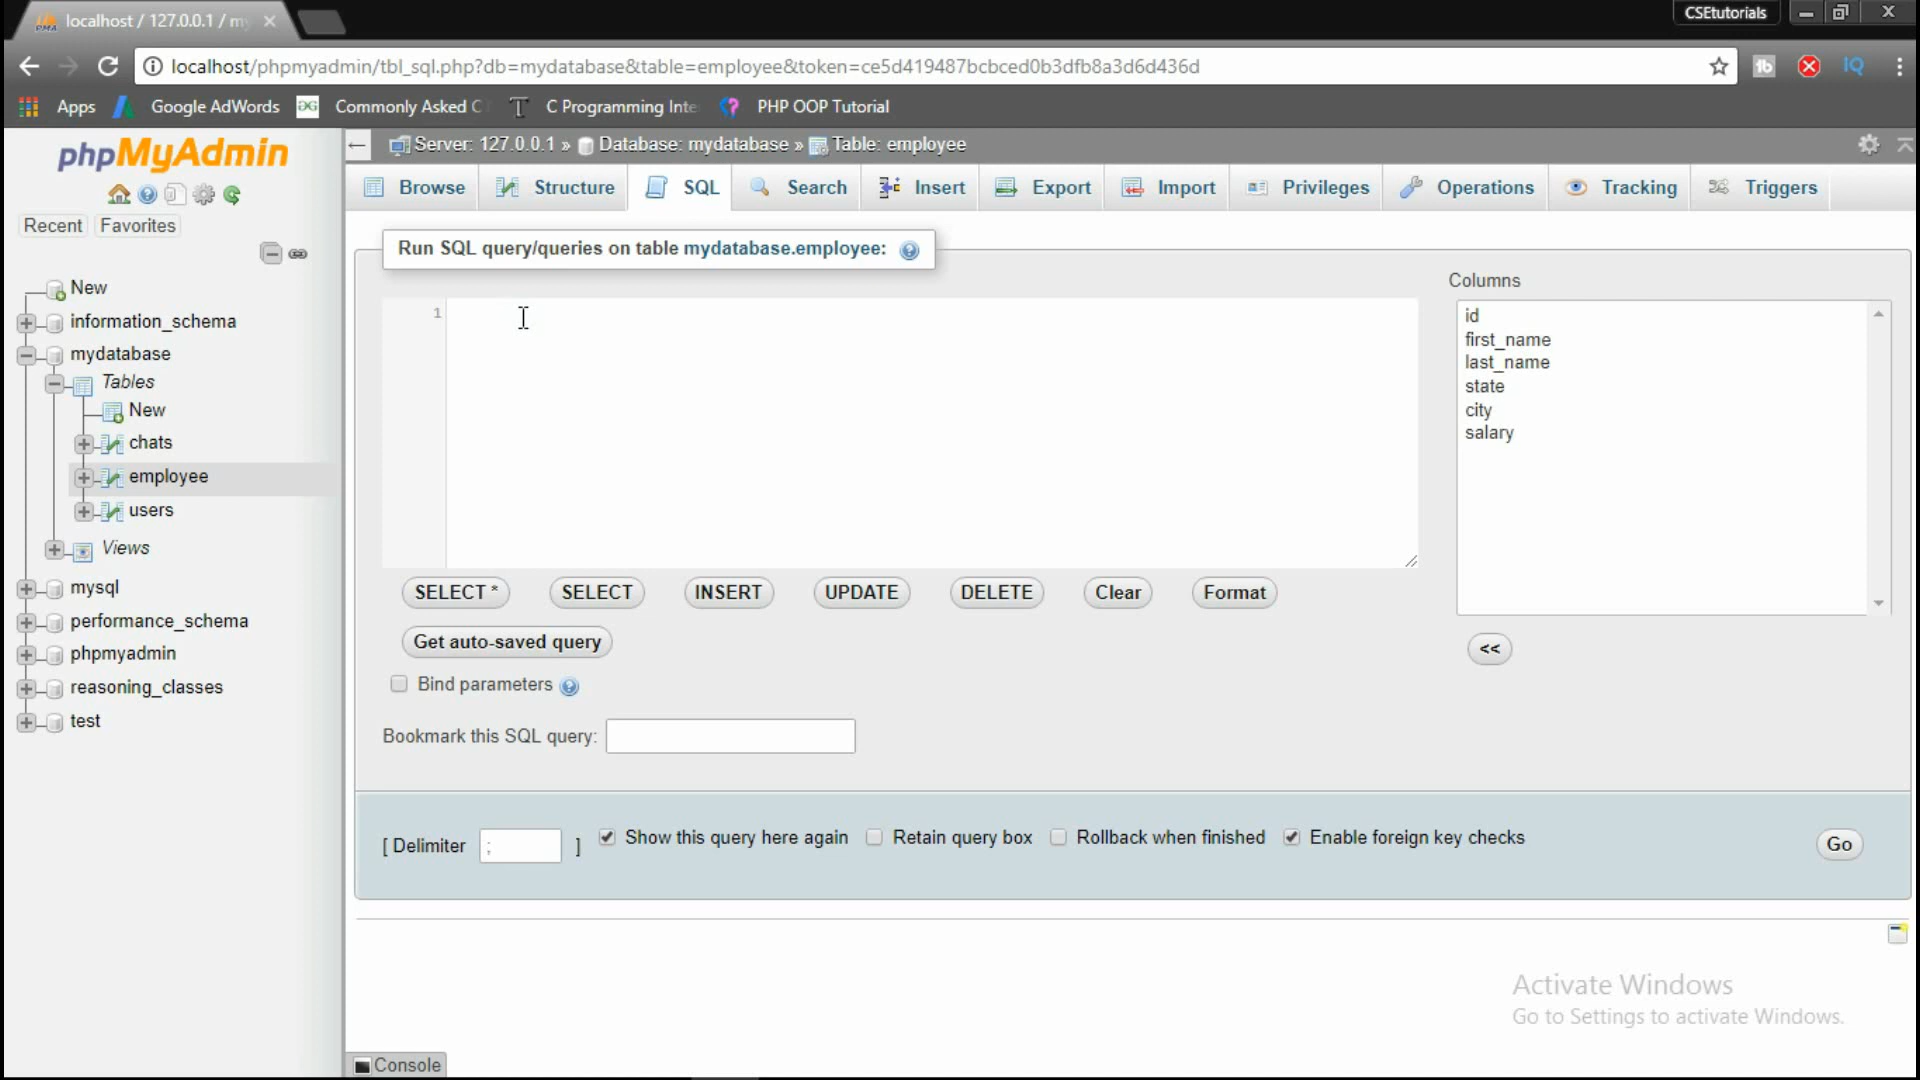 localhost / 127.0.0.1 / my
CSEtutorials
localhost/phpmyadmin/tbl_sql.php?db=mydatabase&table=employee&token=ce5d419487bcbced0b3dfb8a3d6d436d
Apps Google AdWords Commonly Asked C C Programming Inte PHP OOP Tutorial
phpMyAdmin
Recent Favorites
New
information_schema
mydatabase
Tables
New
chats
employee
users
Views
mysql
performance_schema
phpmyadmin
reasoning_classes
test
Server: 127.0.0.1 » Database: mydatabase » Table: employee
Browse Structure SQL Search Insert Export Import Privileges Operations Tracking Triggers
Run SQL query/queries on table mydatabase.employee:
1
Columns
id
first_name
last_name
state
city
salary
<<
SELECT * SELECT INSERT UPDATE DELETE Clear Format
Get auto-saved query
Bind parameters
Bookmark this SQL query:
[ Delimiter ; ] Show this query here again Retain query box Rollback when finished Enable foreign key checks Go
Activate Windows
Go to Settings to activate Windows.
Console